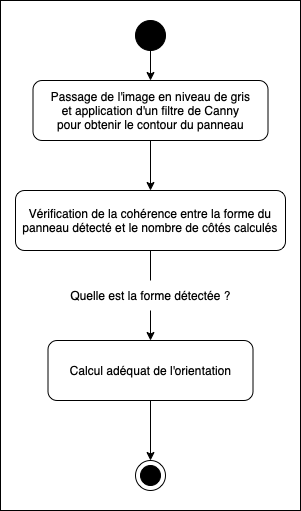 Passage de l'image en niveau de gris
et application d'un filtre de Canny
pour obtenir le contour du panneau
Vérification de la cohérence entre la forme du
panneau détecté et le nombre de côtés calculés
Quelle est la forme détectée ?
Calcul adéquat de l'orientation